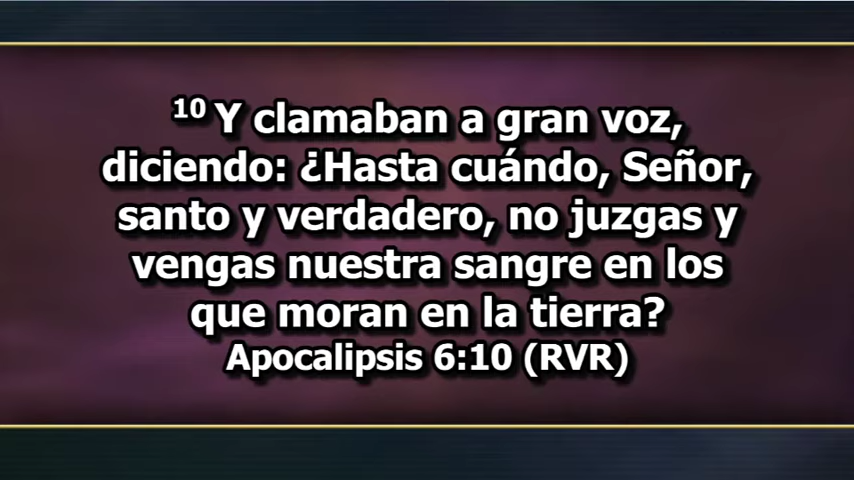 10 Y clamaban a gran voz,
diciendo: ¿Hasta cuándo, Señor,
santo y verdadero, no juzgas y
vengas nuestra sangre en los
que moran en la tierra?
Apocalipsis 6:10 (RVR)